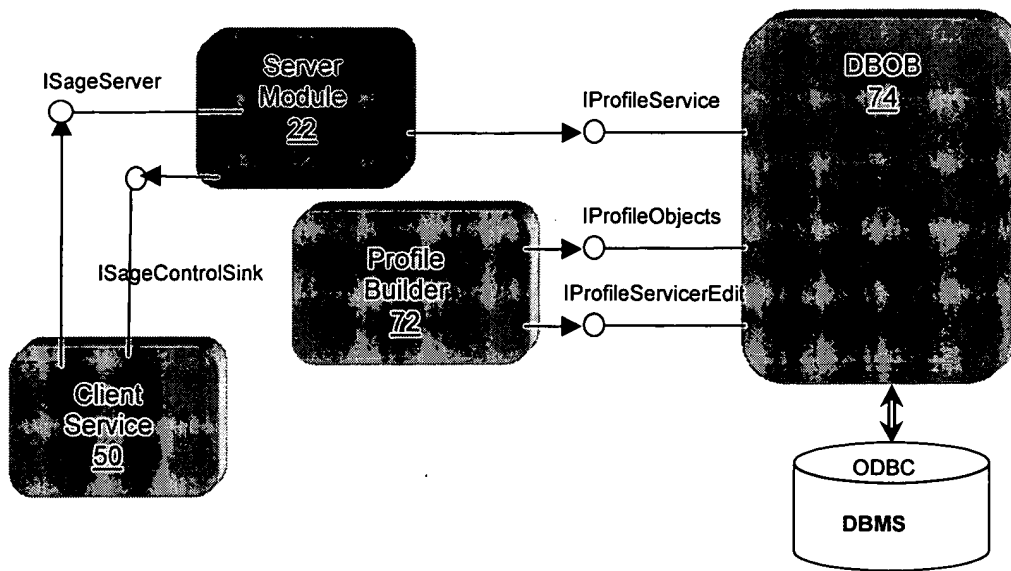 ISageServer
Server
Module
22
IProfileService
DBOB
74
ISageControlSink
Profile
Builder
72
IProfileObjects
IProfileServicerEdit
Client
Service
50
ODBC
DBMS